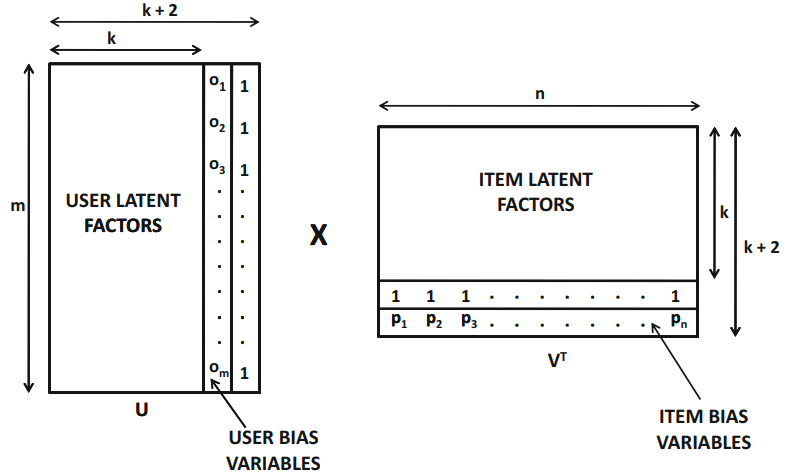 k + 2
k
o1 1
o2 1
o3 1
. .
. .
. .
. .
. .
. .
. .
om 1
m
USER LATENT
FACTORS
U
USER BIAS
VARIABLES
X
n
ITEM LATENT
FACTORS
k
k + 2
1 1 1 . . . . . . . 1
p1 p2 p3 . . . . . . . pn
VT
ITEM BIAS
VARIABLES